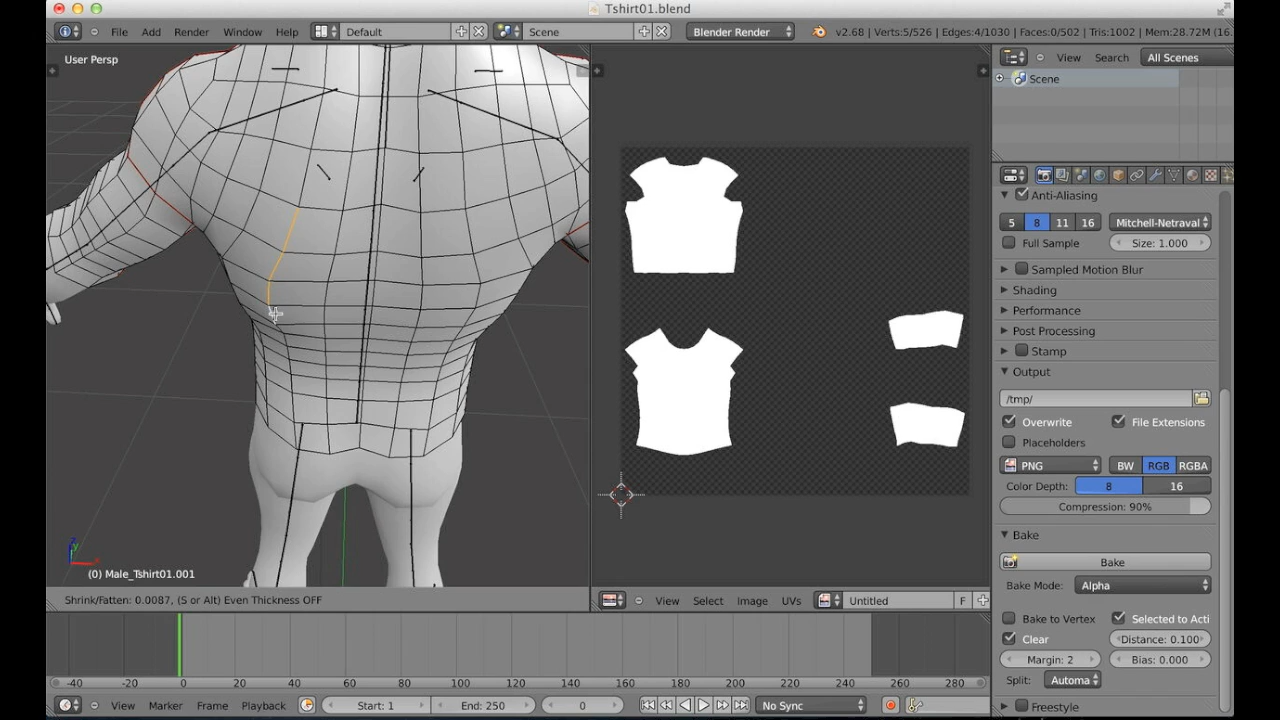 Tshirt01.blend
File Add Render Window Help Default Scene Blender Render v2.68 | Verts:5/526 | Edges:4/1030 | Faces:0/502 | Tris:1002 | Mem:28.72M (16.
User Persp
View Search All Scenes
Scene
Anti-Aliasing
5 8 11 16 Mitchell-Netraval
Full Sample Size: 1.000
Sampled Motion Blur
Shading
Performance
Post Processing
Stamp
Output
/tmp/
Overwrite File Extensions
Placeholders
PNG BW RGB RGBA
Color Depth: 8 16
Compression: 90%
Bake
Bake
Bake Mode: Alpha
Bake to Vertex Selected to Acti
Clear Distance: 0.100
Margin: 2 Bias: 0.000
Split: Automa
Freestyle
(0) Male_Tshirt01.001
Shrink/Fatten: 0.0087, (S or Alt) Even Thickness OFF
View Select Image UVs Untitled F
-40 -20 0 20 40 60 80 100 120 140 160 180 200 220 240 260 280
View Marker Frame Playback Start: 1 End: 250 0 No Sync